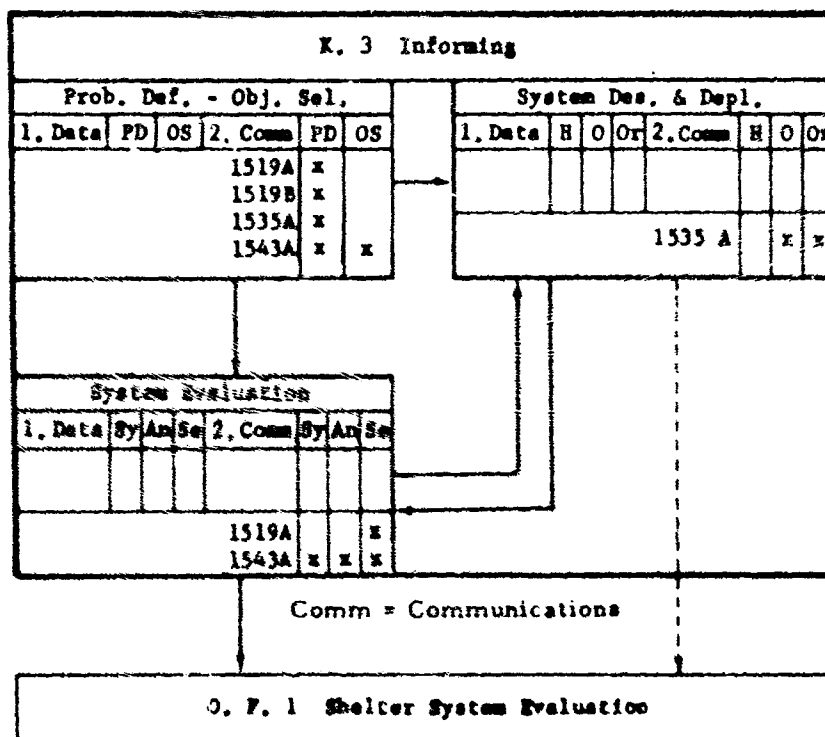 K. 3 Informing
Prob. Def. - Obj. Sel.
1. Data PD OS 2. Comm PD OS
1519A x
1519B x
1535A x
1543A x x
System Des. & Depl.
1. Data H O Or 2. Comm H O Or
1535 A x x
System Evaluation
1. Data Sy An Se 2. Comm Sy An Se
1519A x
1543A x x x
Comm = Communications
O. F. 1 Shelter System Evaluation